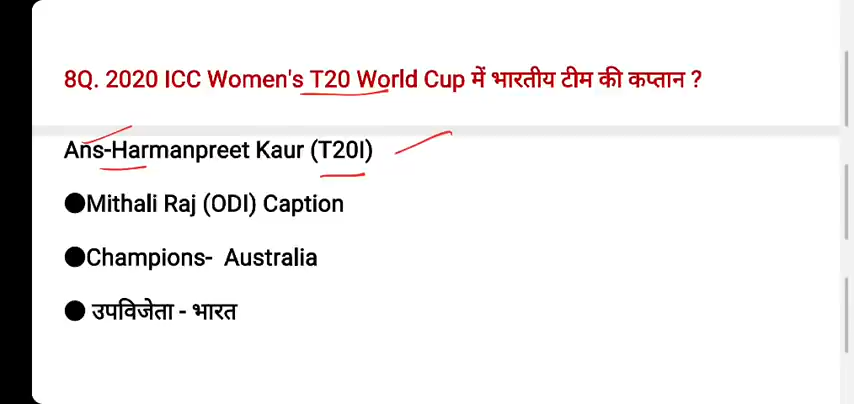 8Q. 2020 ICC Women's T20 World Cup में भारतीय टीम की कप्तान ?
Ans-Harmanpreet Kaur (T20I)
●Mithali Raj (ODI) Caption
●Champions- Australia
● उपविजेता - भारत